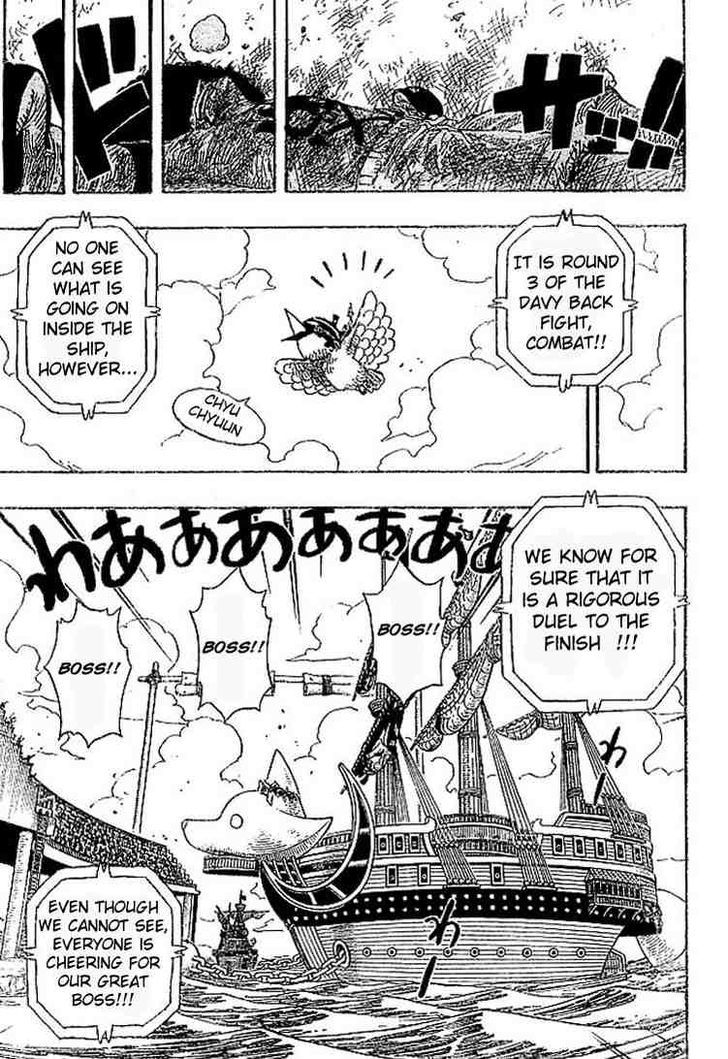 ド
ザ
ザッ!!
IT IS ROUND
3 OF THE
DAVY BACK
FIGHT,
COMBAT!!
NO ONE
CAN SEE
WHAT IS
GOING ON
INSIDE THE
SHIP,
HOWEVER...
CHYU
CHYUUN
WE KNOW FOR
SURE THAT IT
IS A RIGOROUS
DUEL TO THE
FINISH !!!
わあああああああ
BOSS!!
BOSS!!
BOSS!!
わ
わ
EVEN THOUGH
WE CANNOT SEE,
EVERYONE IS
CHEERING FOR
OUR GREAT
BOSS!!!